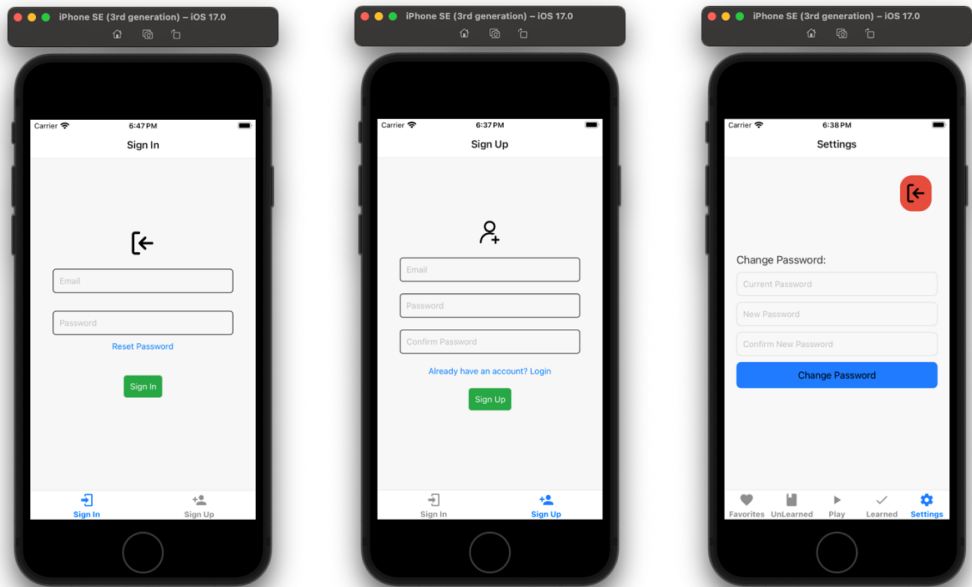 iPhone SE (3rd generation) – iOS 17.0
Carrier
6:47 PM
Sign In
Email
Password
Reset Password
Sign In
Sign In
Sign Up
iPhone SE (3rd generation) – iOS 17.0
Carrier
6:37 PM
Sign Up
Email
Password
Confirm Password
Already have an account? Login
Sign Up
Sign In
Sign Up
iPhone SE (3rd generation) – iOS 17.0
Carrier
6:38 PM
Settings
Change Password:
Current Password
New Password
Confirm New Password
Change Password
Favorites
UnLearned
Play
Learned
Settings